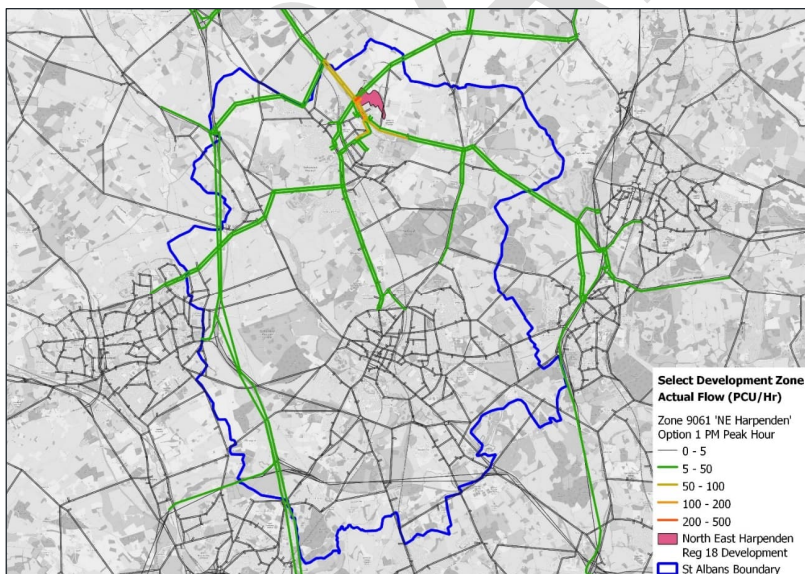 Select Development Zone
Actual Flow (PCU/Hr)
Zone 9061 'NE Harpenden'
Option 1 PM Peak Hour
0 - 5
5 - 50
50 - 100
100 - 200
200 - 500
North East Harpenden
Reg 18 Development
St Albans Boundary